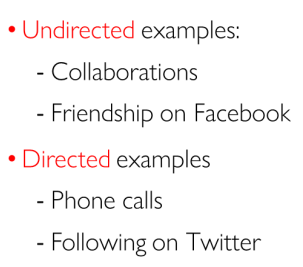 • Undirected examples:
- Collaborations
- Friendship on Facebook
• Directed examples
- Phone calls
- Following on Twitter